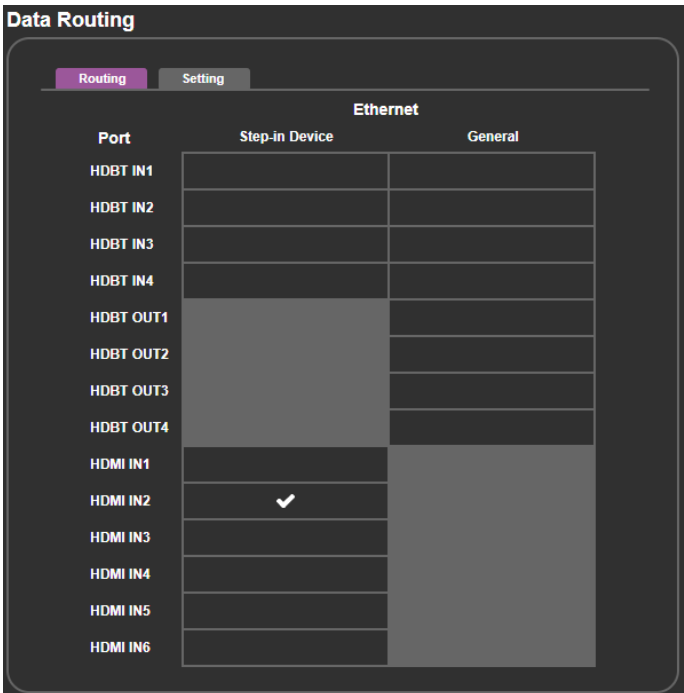 Data Routing
Routing Setting
Ethernet
Port Step-in Device General
HDBT IN1
HDBT IN2
HDBT IN3
HDBT IN4
HDBT OUT1
HDBT OUT2
HDBT OUT3
HDBT OUT4
HDMI IN1
HDMI IN2 ✔
HDMI IN3
HDMI IN4
HDMI IN5
HDMI IN6